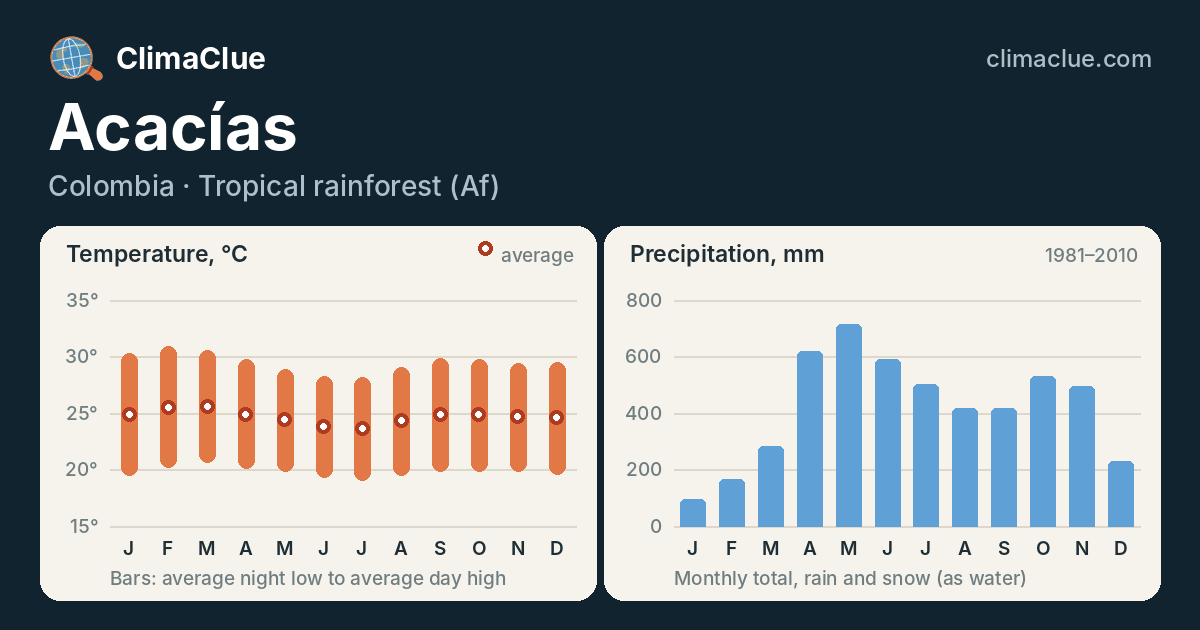 ClimaClue
climaclue.com
Acacías
Colombia · Tropical rainforest (Af)
Temperature, °C
average
35°
30°
25°
20°
15°
J F M A M J J A S O N D
Bars: average night low to average day high
Precipitation, mm
1981–2010
800
600
400
200
0
J F M A M J J A S O N D
Monthly total, rain and snow (as water)